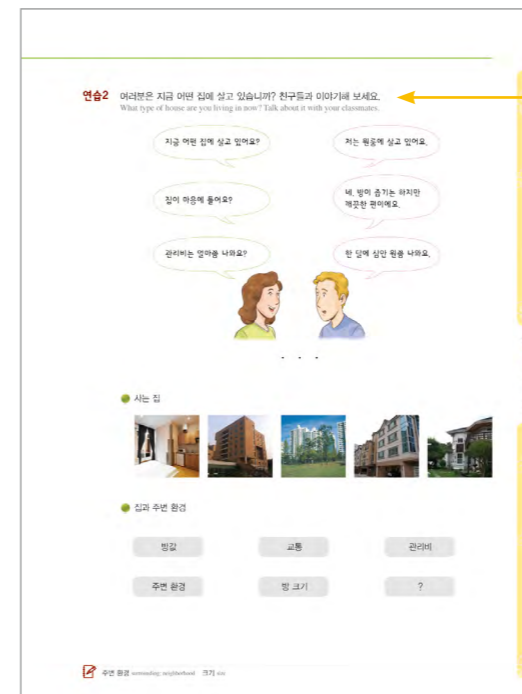 연습2 여러분은 지금 어떤 집에 살고 있습니까? 친구들과 이야기해 보세요.
What type of house are you living in now? Talk about it with your classmates.
지금 어떤 집에 살고 있어요?
저는 원룸에 살고 있어요.
집이 마음에 들어요?
네, 방이 좁기는 하지만
깨끗한 편이에요.
관리비는 얼마쯤 나와요?
한 달에 삼만 원쯤 나와요.
• • •
사는 집
집과 주변 환경
방값
교통
관리비
주변 환경
방 크기
?
주변 환경 surrounding; neighborhood 크기 size